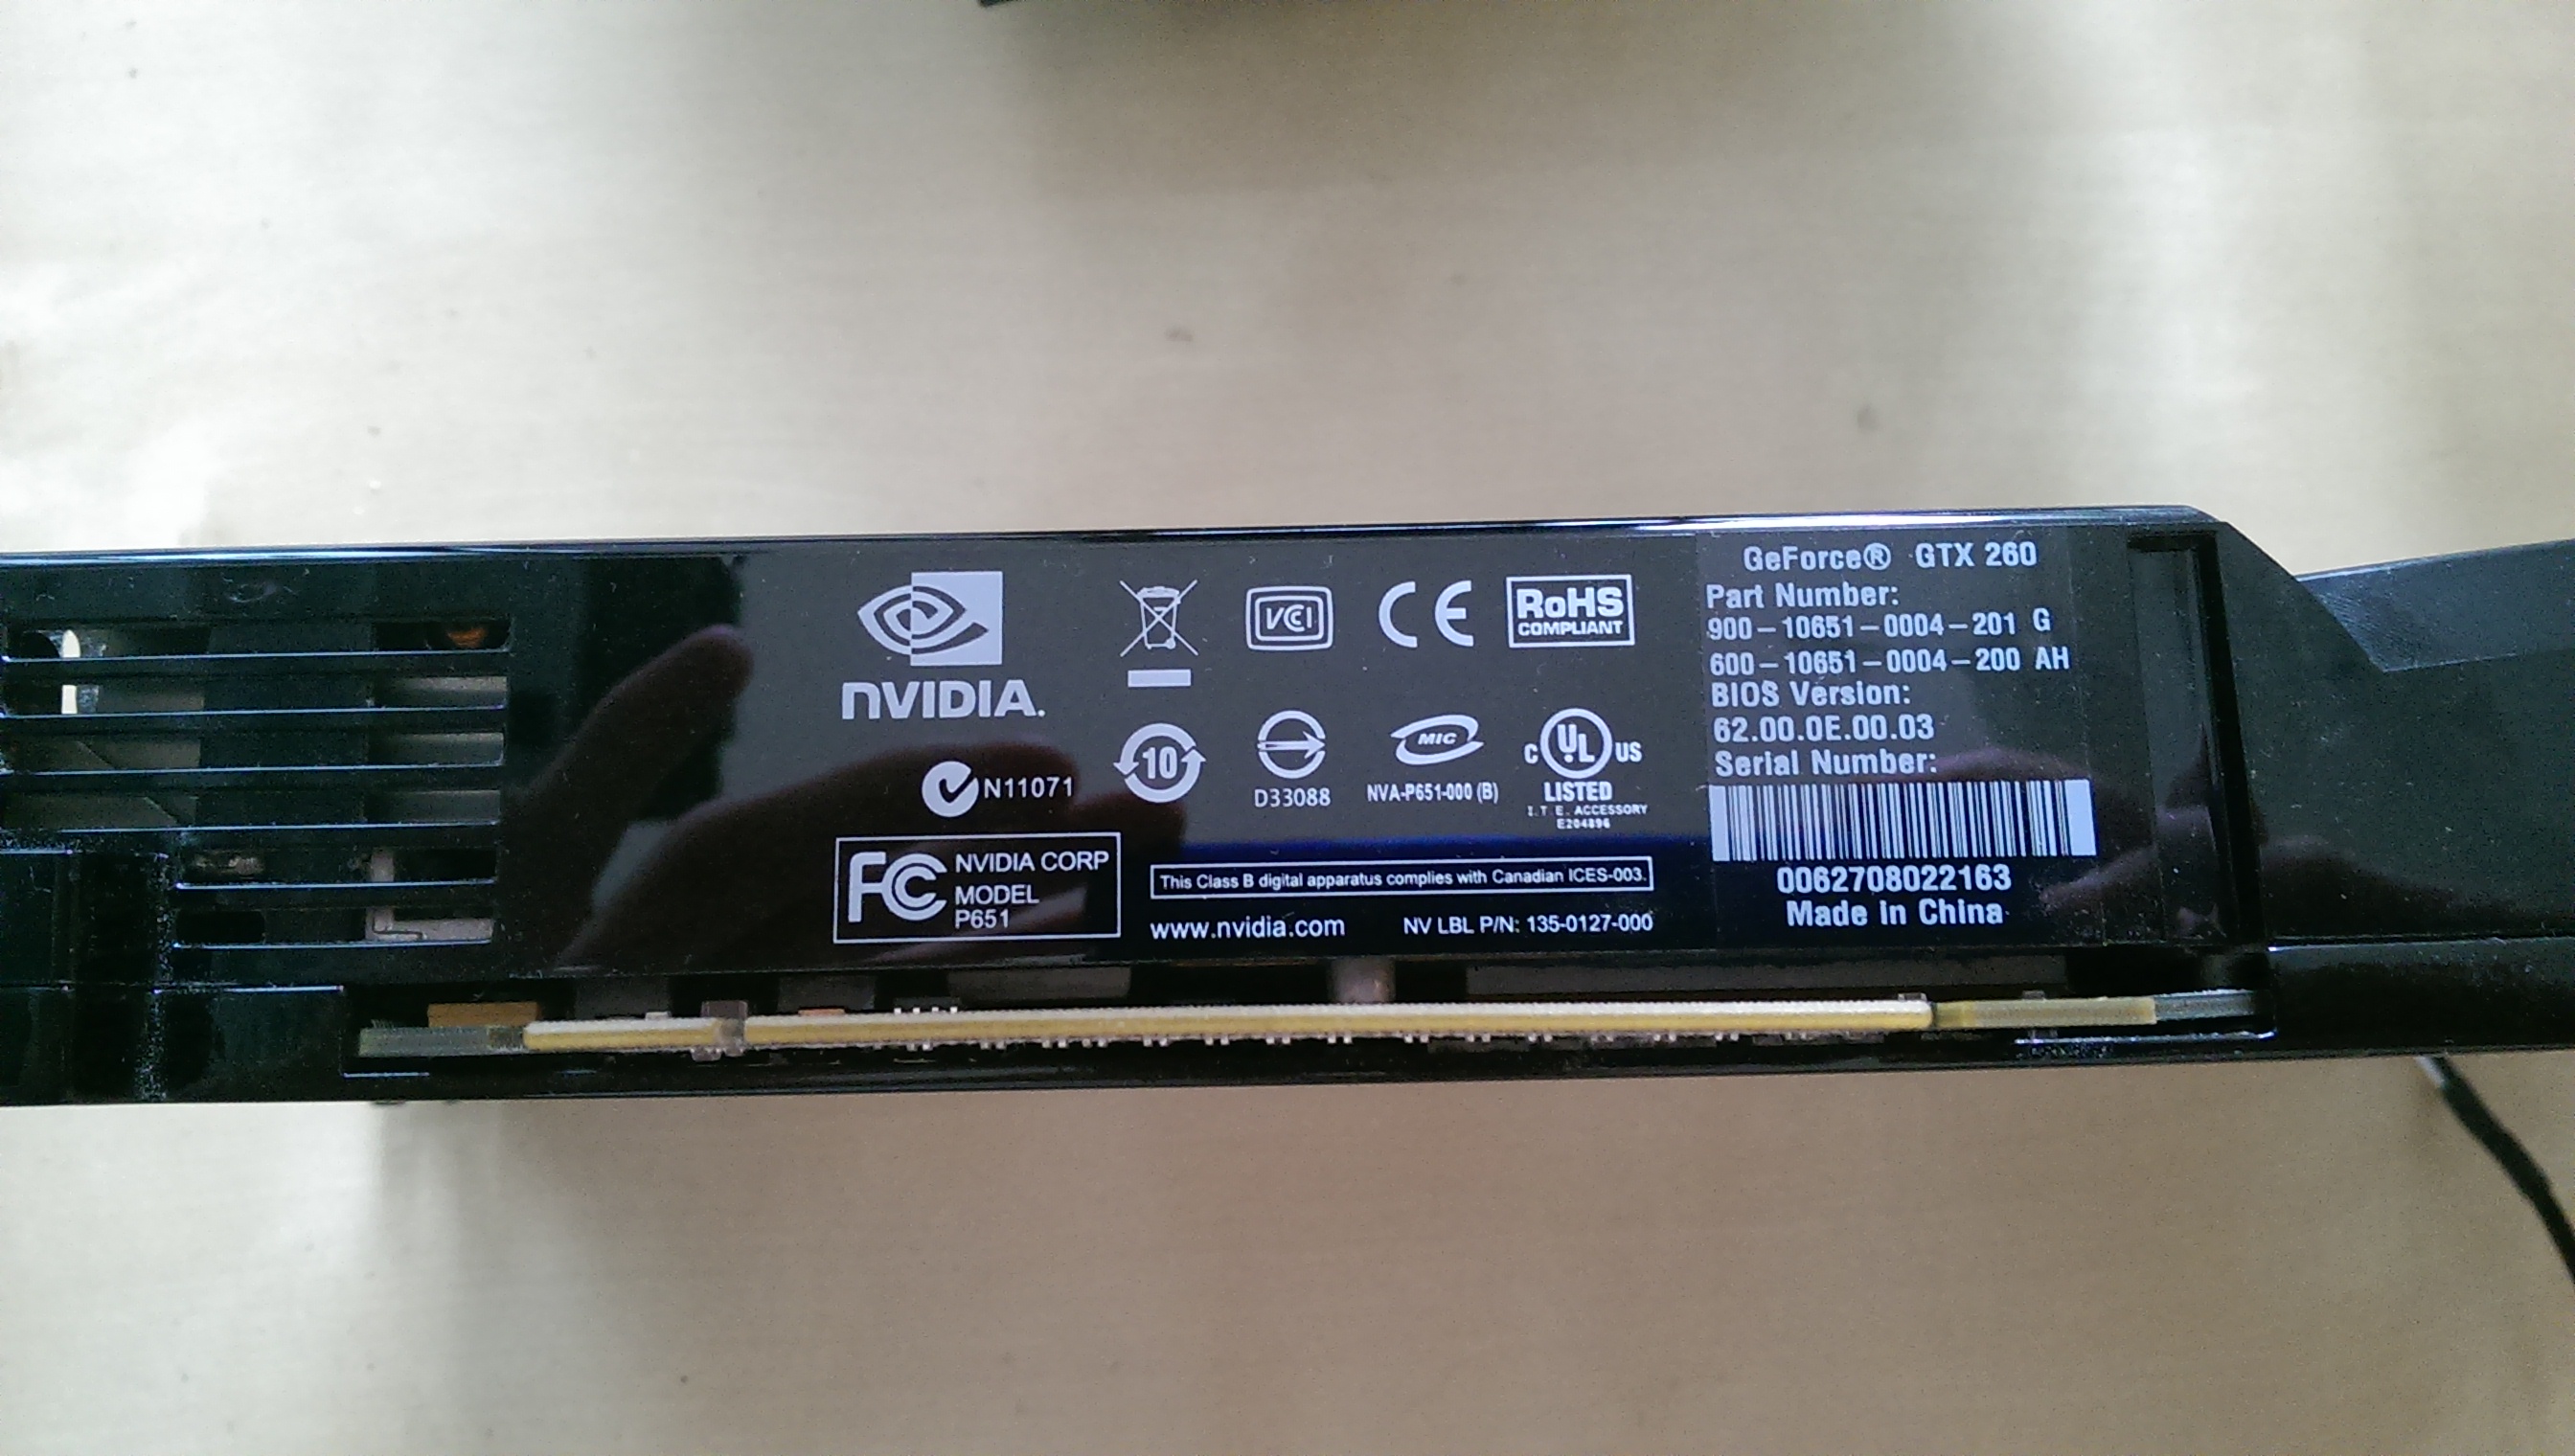 nVIDIA.
N11071
FC NVIDIA CORP
MODEL
P651
VCI
CE
RoHS
COMPLIANT
10
D33088
MIC
NVA-P651-000 (B)
c UL US
LISTED
I.T.E. ACCESSORY
E204896
This Class B digital apparatus complies with Canadian ICES-003.
www.nvidia.com NV LBL P/N: 135-0127-000
GeForce® GTX 260
Part Number:
900-10651-0004-201 G
600-10651-0004-200 AH
BIOS Version:
62.00.0E.00.03
Serial Number:
0062708022163
Made in China